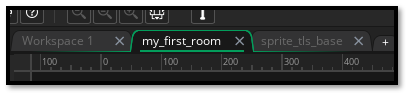 Workspace 1 my_first_room sprite_tls_base +
100 0 100 200 300 400